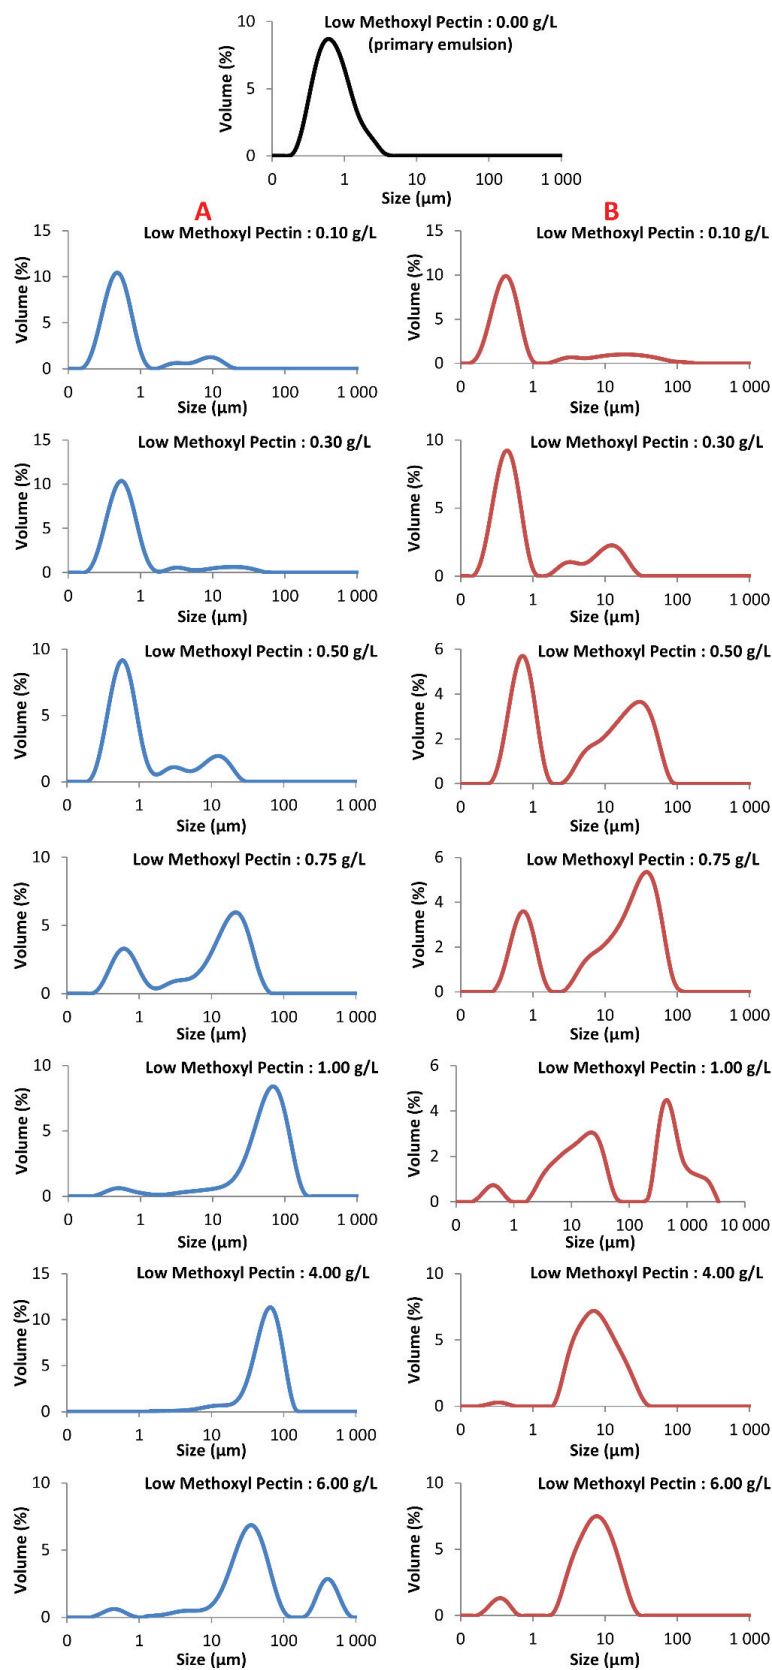 Low Methoxyl Pectin : 0.00 g/L
(primary emulsion)
Volume (%)
10
5
0
0 1 10 100 1 000
Size (µm)
A
B
Low Methoxyl Pectin : 0.10 g/L
Volume (%)
15
10
5
0
0 1 10 100 1 000
Size (µm)
Low Methoxyl Pectin : 0.10 g/L
Volume (%)
15
10
5
0
0 1 10 100 1 000
Size (µm)
Low Methoxyl Pectin : 0.30 g/L
Volume (%)
15
10
5
0
0 1 10 100 1 000
Size (µm)
Low Methoxyl Pectin : 0.30 g/L
Volume (%)
10
5
0
0 1 10 100 1 000
Size (µm)
Low Methoxyl Pectin : 0.50 g/L
Volume (%)
10
5
0
0 1 10 100 1 000
Size (µm)
Low Methoxyl Pectin : 0.50 g/L
Volume (%)
6
4
2
0
0 1 10 100 1 000
Size (µm)
Low Methoxyl Pectin : 0.75 g/L
Volume (%)
10
5
0
0 1 10 100 1 000
Size (µm)
Low Methoxyl Pectin : 0.75 g/L
Volume (%)
6
4
2
0
0 1 10 100 1 000
Size (µm)
Low Methoxyl Pectin : 1.00 g/L
Volume (%)
10
5
0
0 1 10 100 1 000
Size (µm)
Low Methoxyl Pectin : 1.00 g/L
Volume (%)
6
4
2
0
0 1 10 100 1 000 10 000
Size (µm)
Low Methoxyl Pectin : 4.00 g/L
Volume (%)
15
10
5
0
0 1 10 100 1 000
Size (µm)
Low Methoxyl Pectin : 4.00 g/L
Volume (%)
10
5
0
0 1 10 100 1 000
Size (µm)
Low Methoxyl Pectin : 6.00 g/L
Volume (%)
10
5
0
0 1 10 100 1 000
Size (µm)
Low Methoxyl Pectin : 6.00 g/L
Volume (%)
10
5
0
0 1 10 100 1 000
Size (µm)